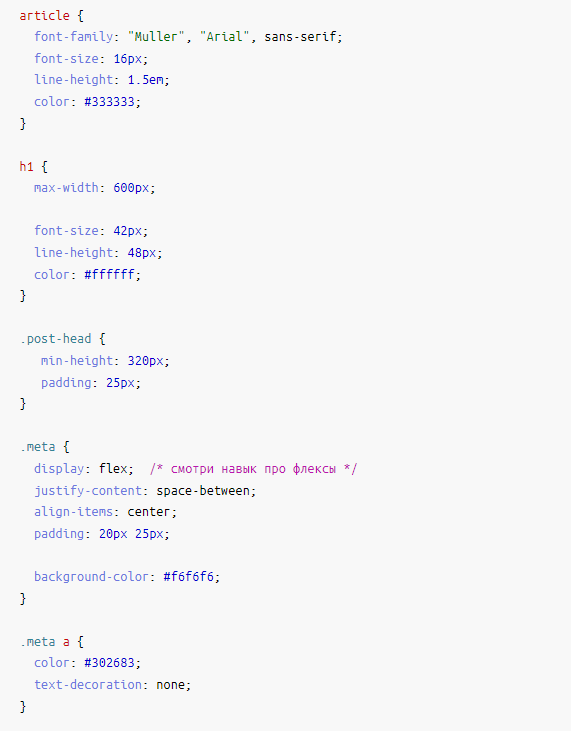 article {
  font-family: "Muller", "Arial", sans-serif;
  font-size: 16px;
  line-height: 1.5em;
  color: #333333;
}

h1 {
  max-width: 600px;

  font-size: 42px;
  line-height: 48px;
  color: #ffffff;
}

.post-head {
   min-height: 320px;
   padding: 25px;
}

.meta {
  display: flex;  /* смотри навык про флексы */
  justify-content: space-between;
  align-items: center;
  padding: 20px 25px;

  background-color: #f6f6f6;
}

.meta a {
  color: #302683;
  text-decoration: none;
}